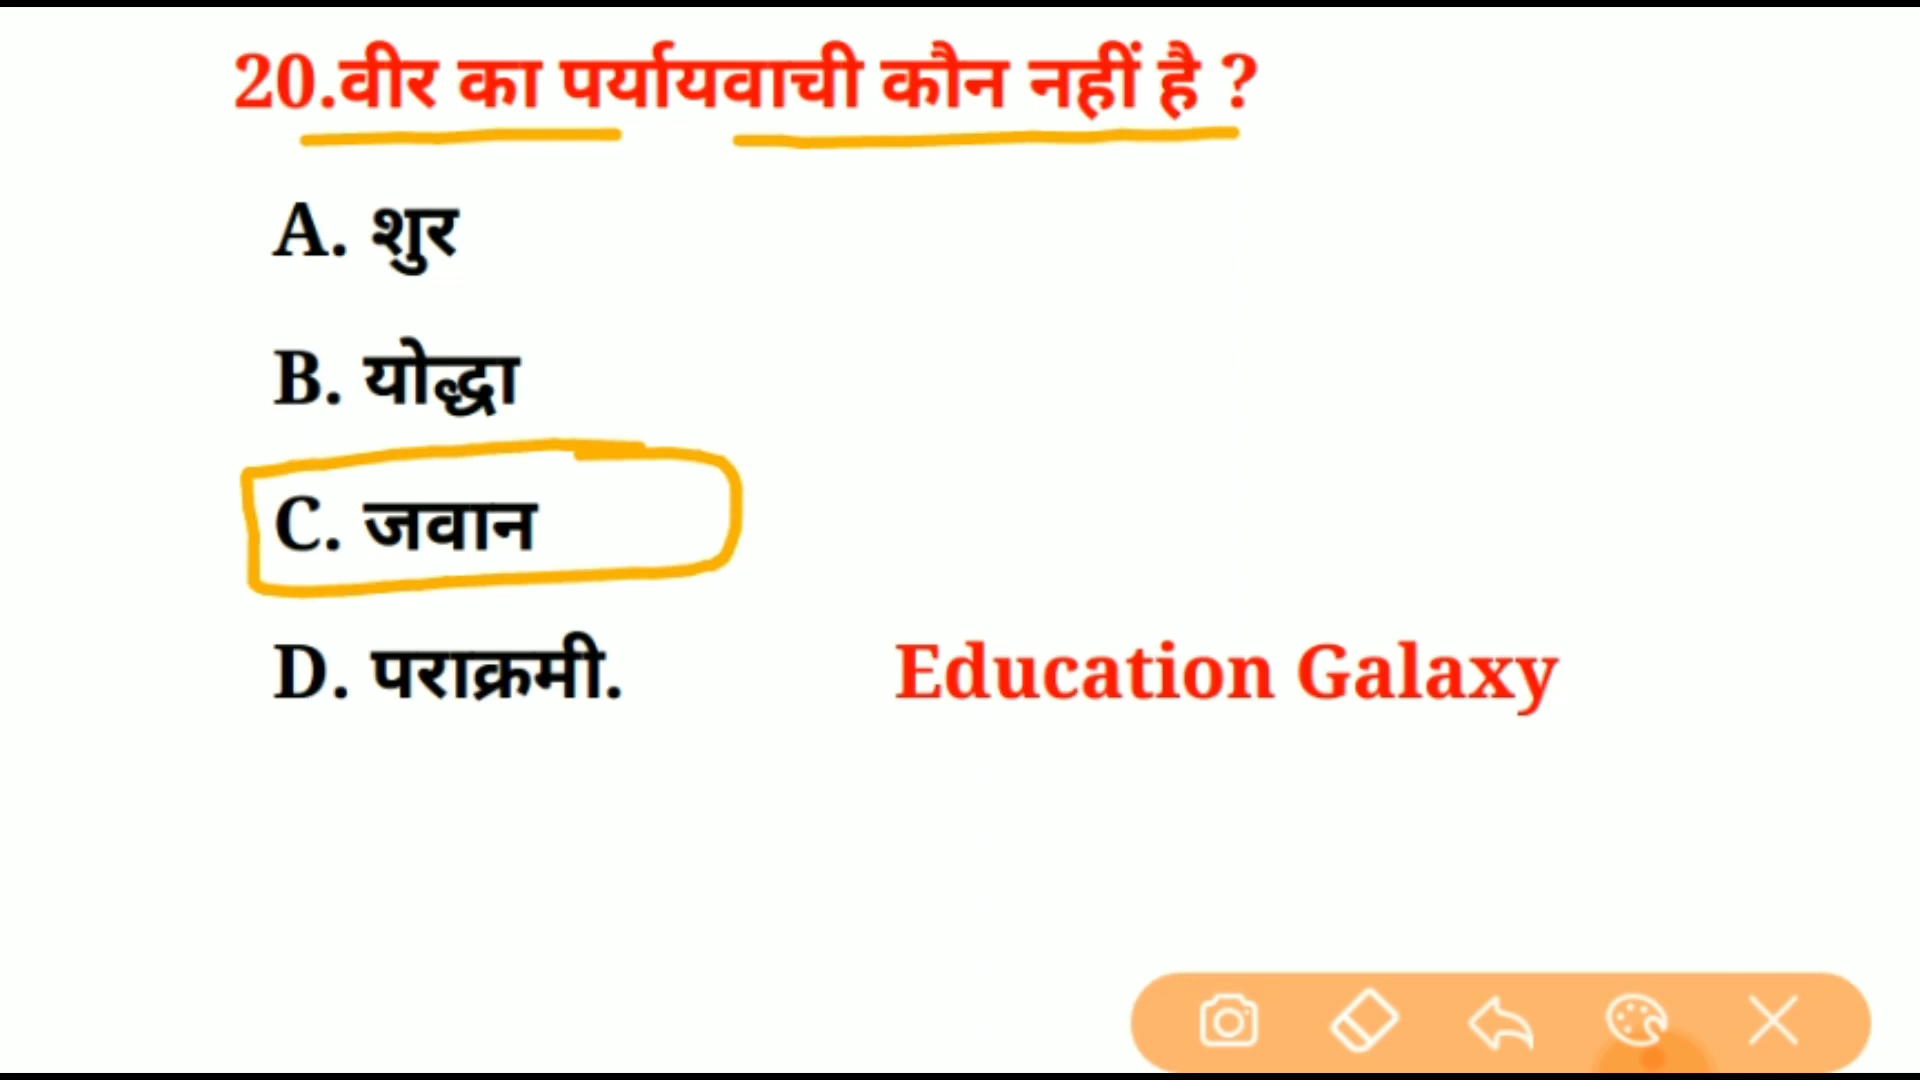 20.वीर का पर्यायवाची कौन नहीं है ?
A. शुर
B. योद्धा
C. जवान
D. पराक्रमी.
Education Galaxy